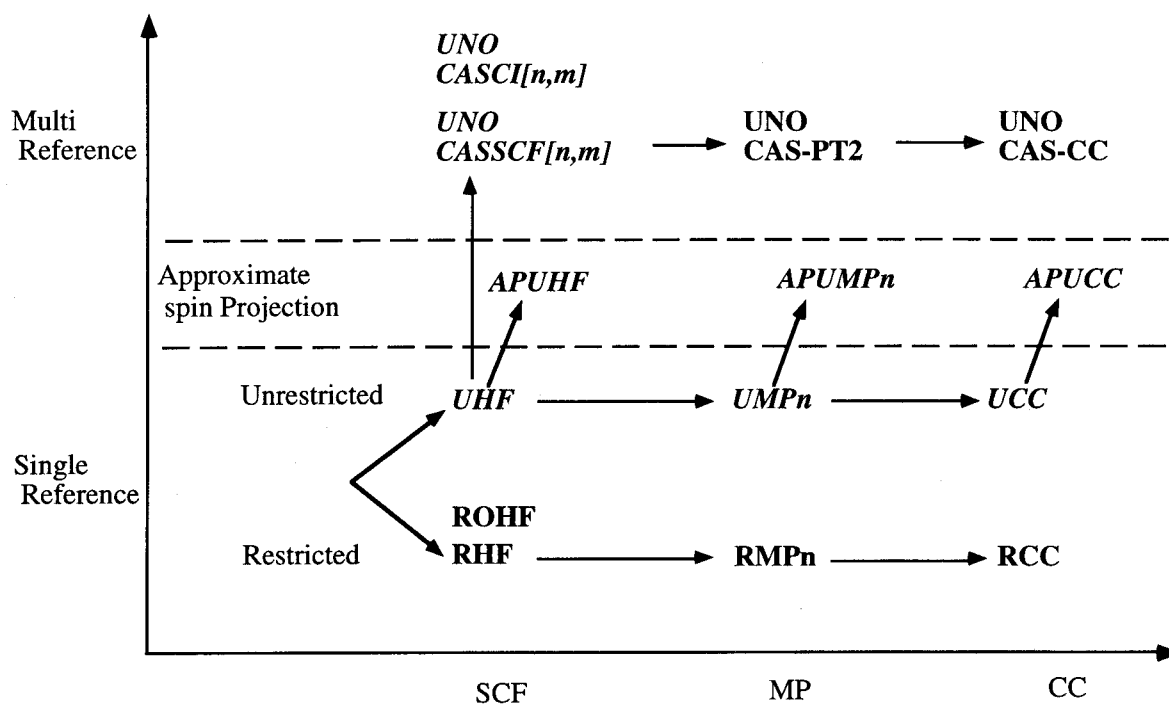 UNO
CASCI[n,m]
Multi
Reference
UNO
CASSCF[n,m]
UNO
CAS-PT2
UNO
CAS-CC
Approximate
spin Projection
APUHF
APUMPn
APUCC
Unrestricted
UHF
UMPn
UCC
Single
Reference
ROHF
Restricted
RHF
RMPn
RCC
SCF
MP
CC